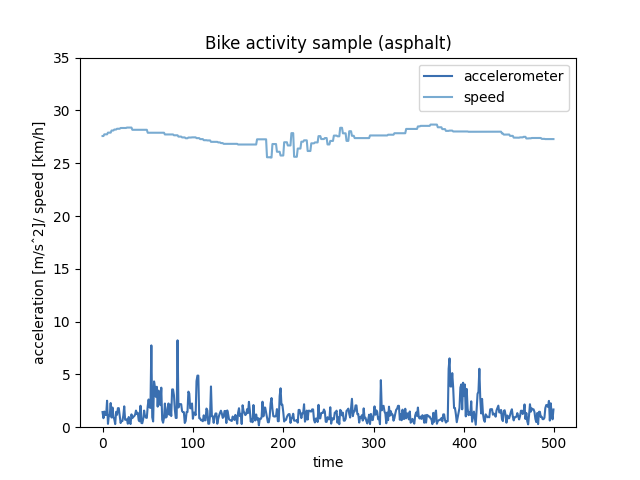 Bike activity sample (asphalt)
accelerometer
speed
35
30
25
20
15
10
5
0
acceleration [m/s^2]/ speed [km/h]
0 100 200 300 400 500
time